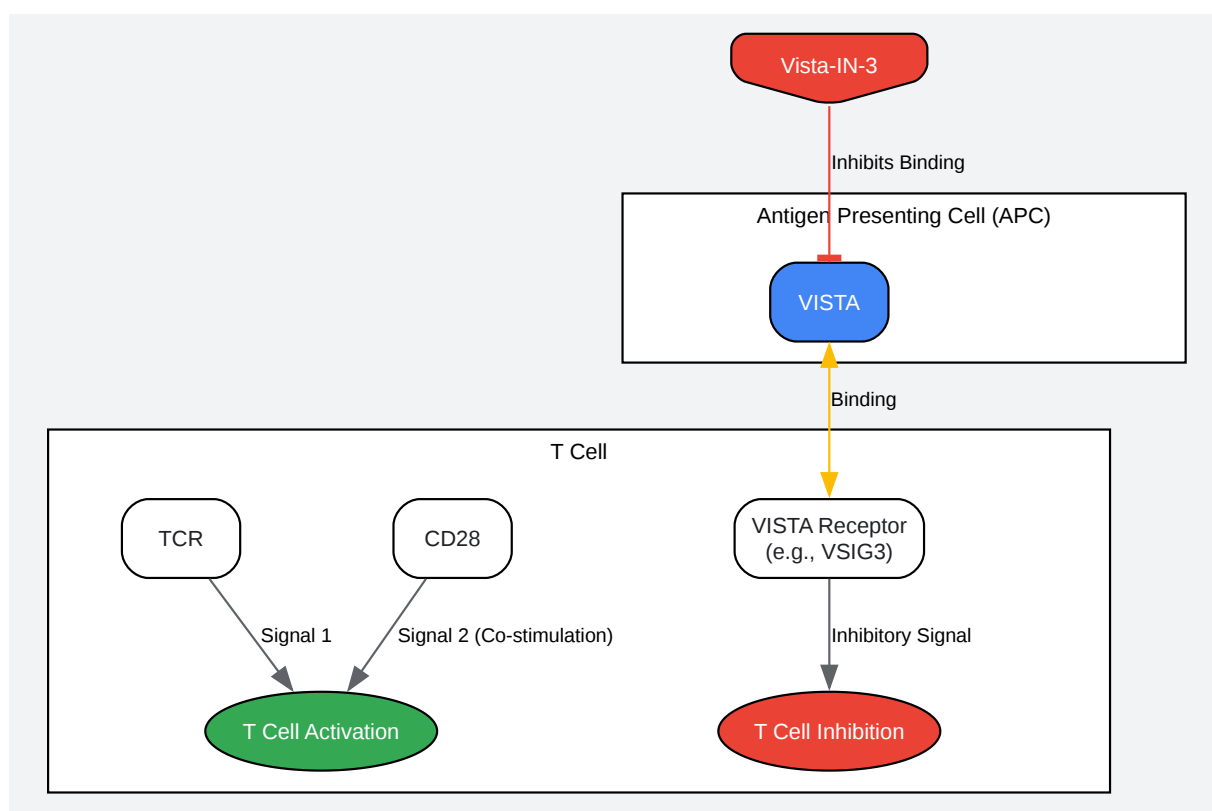 Vista-IN-3
Inhibits Binding
Antigen Presenting Cell (APC)
VISTA
Binding
T Cell
TCR
CD28
VISTA Receptor
(e.g., VSIG3)
Signal 1
Signal 2 (Co-stimulation)
Inhibitory Signal
T Cell Activation
T Cell Inhibition